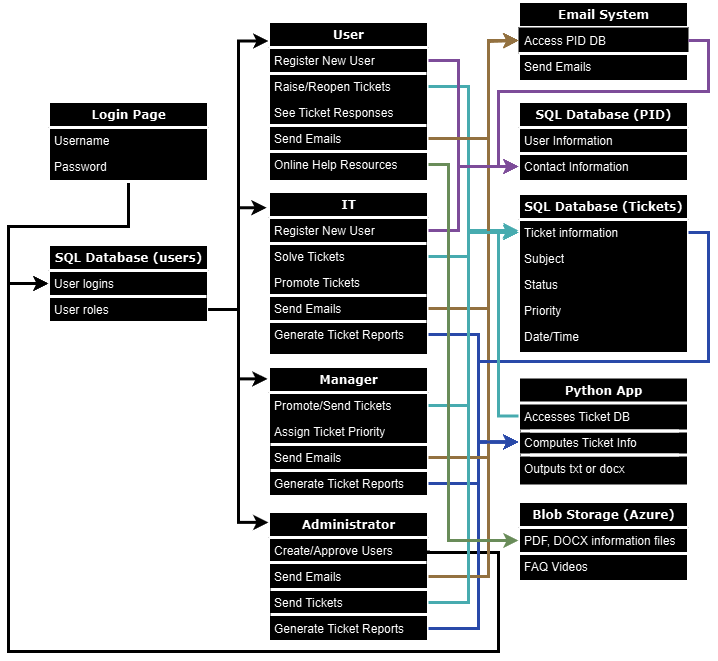 Login Page
Username
Password
SQL Database (users)
User logins
User roles
User
Register New User
Raise/Reopen Tickets
See Ticket Responses
Send Emails
Online Help Resources
IT
Register New User
Solve Tickets
Promote Tickets
Send Emails
Generate Ticket Reports
Manager
Promote/Send Tickets
Assign Ticket Priority
Send Emails
Generate Ticket Reports
Administrator
Create/Approve Users
Send Emails
Send Tickets
Generate Ticket Reports
Email System
Access PID DB
Send Emails
SQL Database (PID)
User Information
Contact Information
SQL Database (Tickets)
Ticket information
Subject
Status
Priority
Date/Time
Python App
Accesses Ticket DB
Computes Ticket Info
Outputs txt or docx
Blob Storage (Azure)
PDF, DOCX information files
FAQ Videos